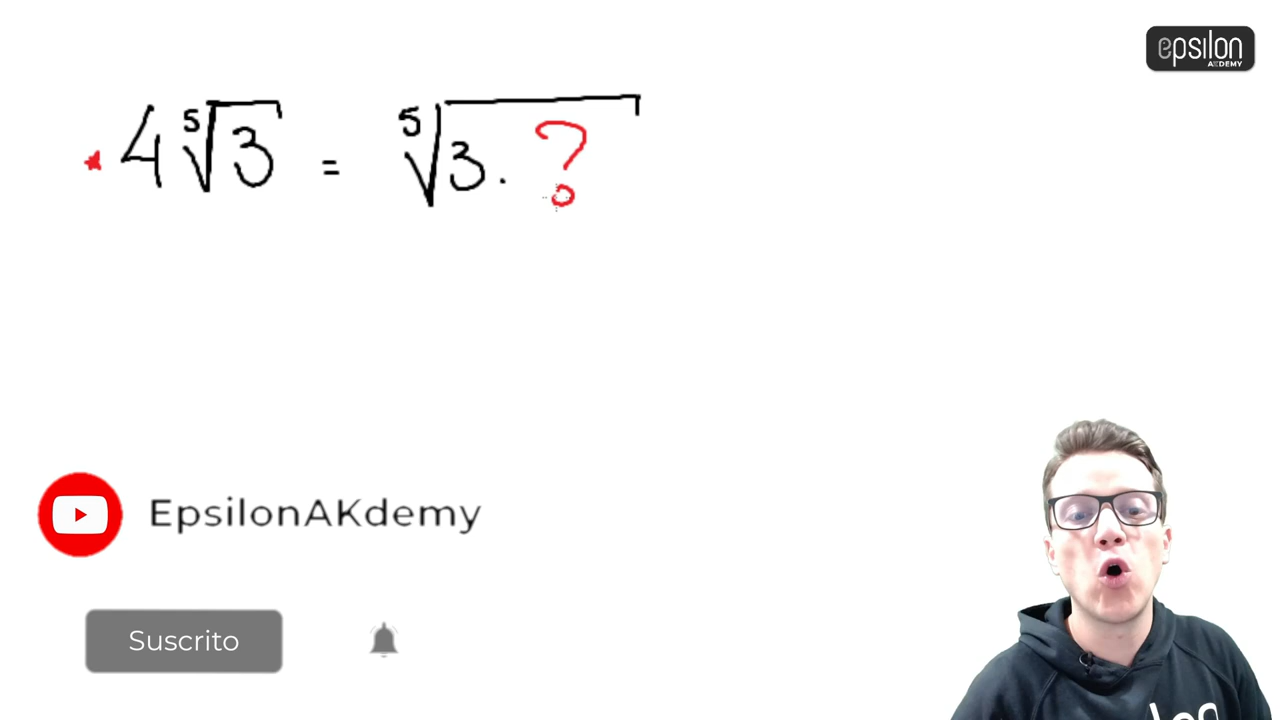 epsilon
AKDEMY
4 ⁵√3 = ⁵√3. ?
EpsilonAKdemy
Suscrito